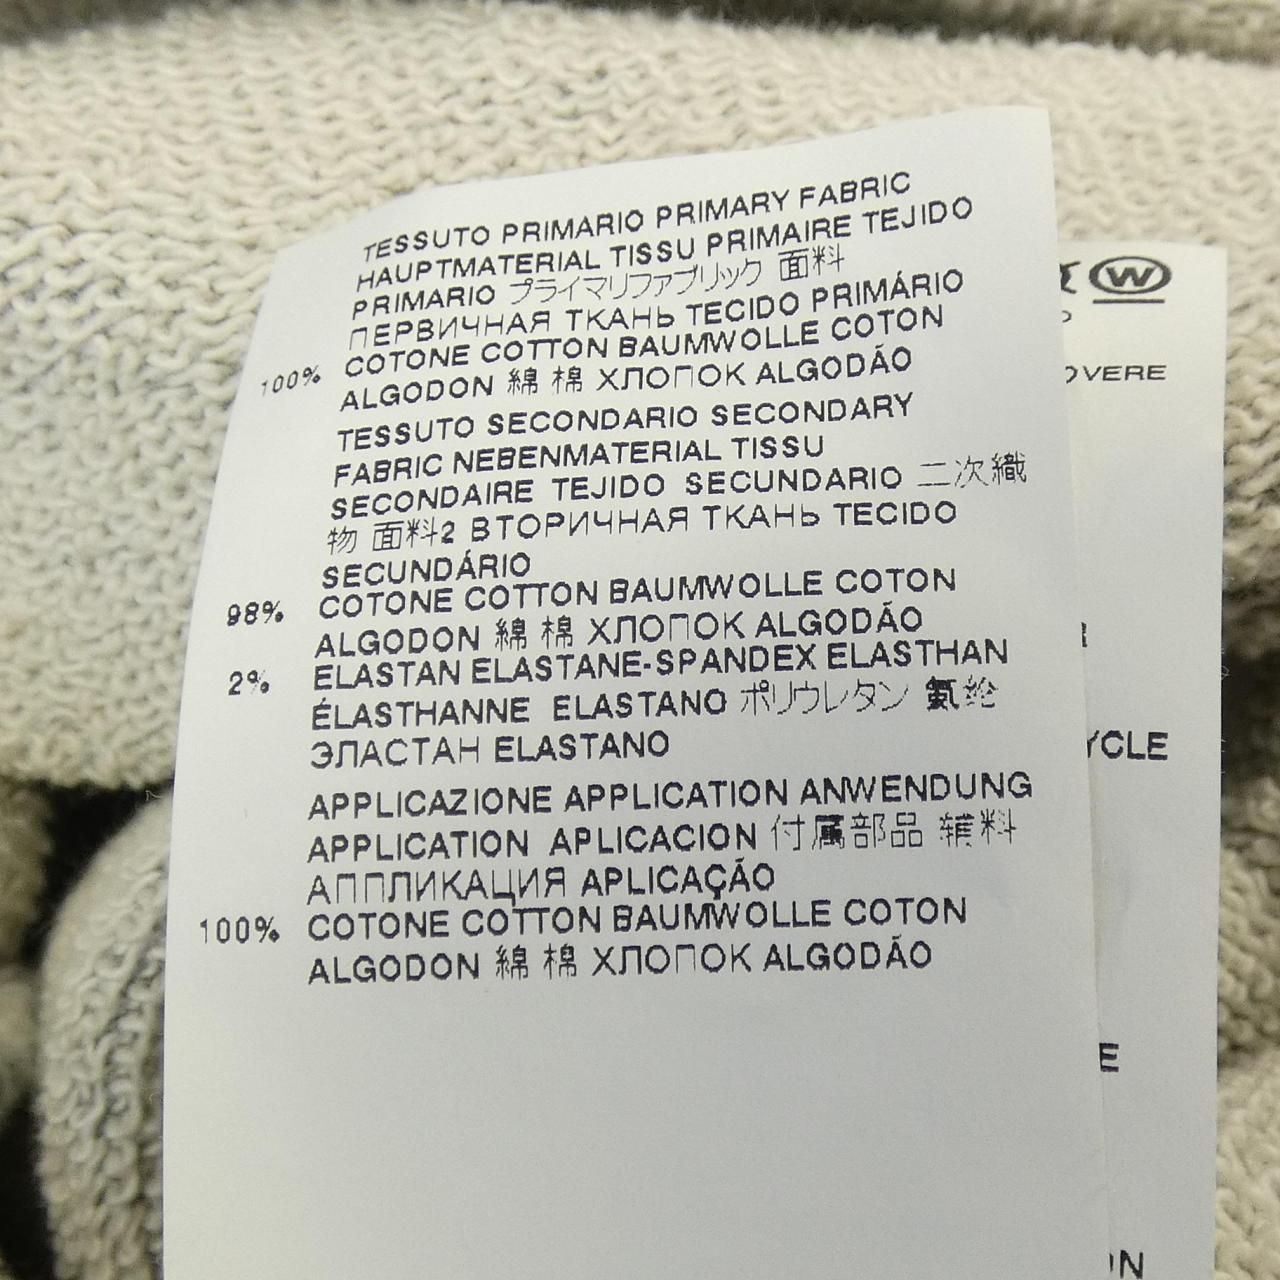 TESSUTO PRIMARIO PRIMARY FABRIC
HAUPTMATERIAL TISSU PRIMAIRE TEJIDO
PRIMARIO プライマリファブリック 面料
ПЕРВИЧНАЯ ТКАНЬ TECIDO PRIMÁRIO
100% COTONE COTTON BAUMWOLLE COTON
ALGODON 綿 棉 ХЛОПОК ALGODÃO
TESSUTO SECONDARIO SECONDARY
FABRIC NEBENMATERIAL TISSU
SECONDAIRE TEJIDO SECUNDARIO 二次織
物 面料2 ВТОРИЧНАЯ ТКАНЬ TECIDO
SECUNDÁRIO
98% COTONE COTTON BAUMWOLLE COTON
ALGODON 綿 棉 ХЛОПОК ALGODÃO
2% ELASTAN ELASTANE-SPANDEX ELASTHAN
ÉLASTHANNE ELASTANO ポリウレタン 氨纶
ЭЛАСТАН ELASTANO
APPLICAZIONE APPLICATION ANWENDUNG
APPLICATION APLICACION 付属部品 辅料
АППЛИКАЦИЯ APLICAÇÃO
100% COTONE COTTON BAUMWOLLE COTON
ALGODON 綿 棉 ХЛОПОК ALGODÃO
W
OVERE
YCLE
E
IN